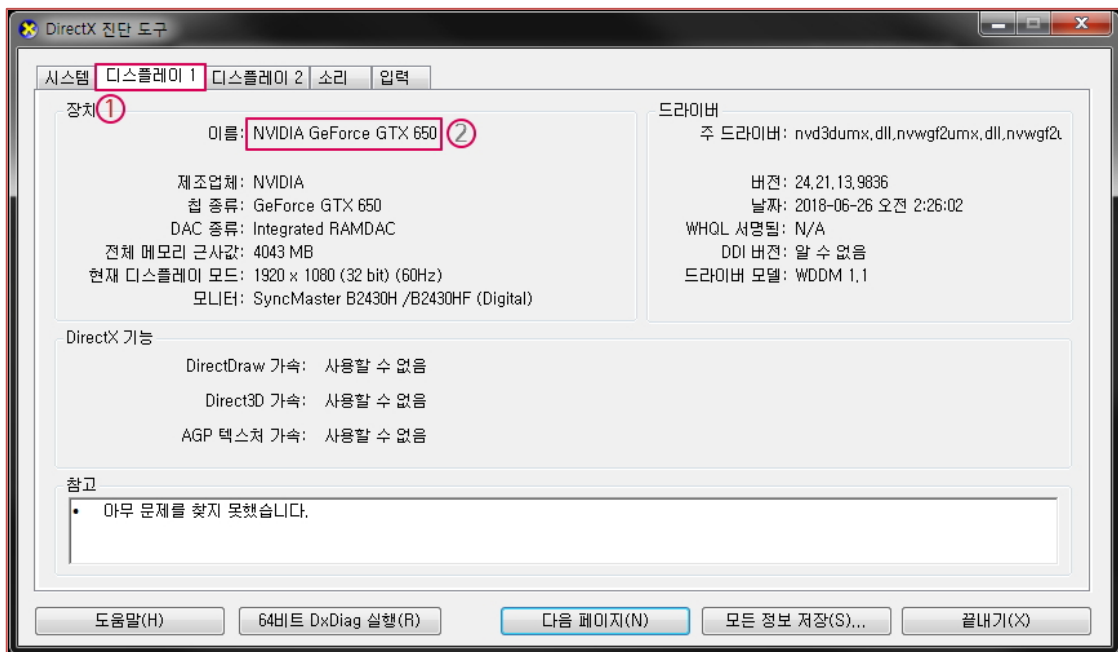 DirectX 진단 도구
시스템 디스플레이 1 디스플레이 2 소리 입력
장치 ①
이름: NVIDIA GeForce GTX 650 ②
제조업체: NVIDIA
칩 종류: GeForce GTX 650
DAC 종류: Integrated RAMDAC
전체 메모리 근사값: 4043 MB
현재 디스플레이 모드: 1920 x 1080 (32 bit) (60Hz)
모니터: SyncMaster B2430H /B2430HF (Digital)
드라이버
주 드라이버: nvd3dumx,dll,nvwgf2umx,dll,nvwgf2u
버전: 24,21,13,9836
날짜: 2018-06-26 오전 2:26:02
WHQL 서명됨: N/A
DDI 버전: 알 수 없음
드라이버 모델: WDDM 1,1
DirectX 기능
DirectDraw 가속: 사용할 수 없음
Direct3D 가속: 사용할 수 없음
AGP 텍스처 가속: 사용할 수 없음
참고
• 아무 문제를 찾지 못했습니다.
도움말(H) 64비트 DxDiag 실행(R) 다음 페이지(N) 모든 정보 저장(S)... 끝내기(X)